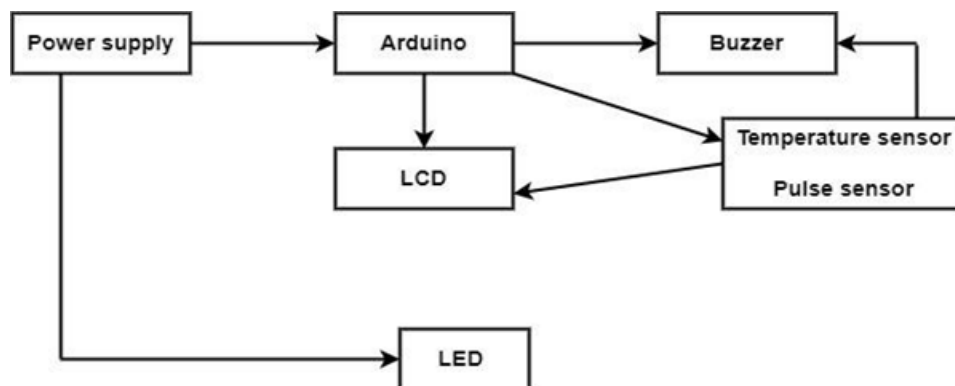 Power supply
Arduino
Buzzer
Temperature sensor
Pulse sensor
LCD
LED